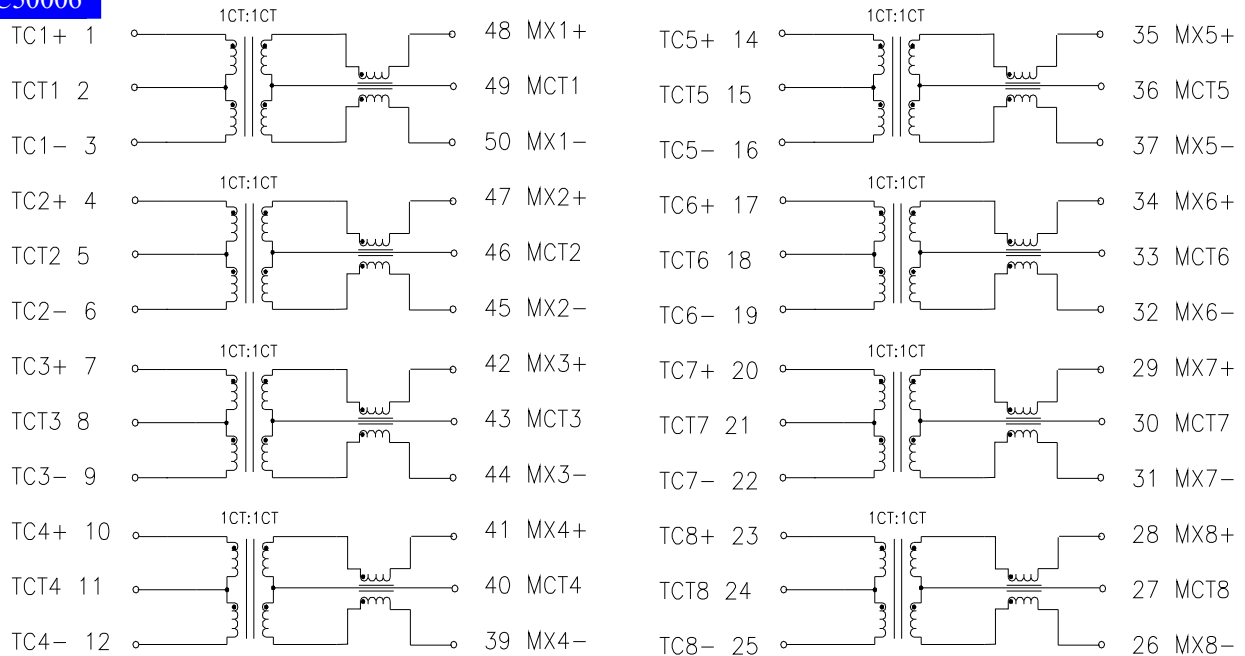 1CT:1CT
TC1+ 1
48 MX1+
TCT1 2
49 MCT1
TC1- 3
50 MX1-
1CT:1CT
TC2+ 4
47 MX2+
TCT2 5
46 MCT2
TC2- 6
45 MX2-
1CT:1CT
TC3+ 7
42 MX3+
TCT3 8
43 MCT3
TC3- 9
44 MX3-
1CT:1CT
TC4+ 10
41 MX4+
TCT4 11
40 MCT4
TC4- 12
39 MX4-
1CT:1CT
TC5+ 14
35 MX5+
TCT5 15
36 MCT5
TC5- 16
37 MX5-
1CT:1CT
TC6+ 17
34 MX6+
TCT6 18
33 MCT6
TC6- 19
32 MX6-
1CT:1CT
TC7+ 20
29 MX7+
TCT7 21
30 MCT7
TC7- 22
31 MX7-
1CT:1CT
TC8+ 23
28 MX8+
TCT8 24
27 MCT8
TC8- 25
26 MX8-